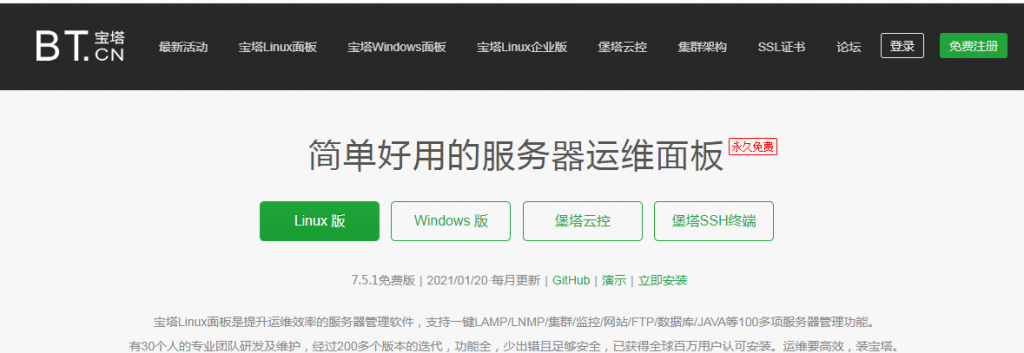 BT.CN 宝塔 最新活动 宝塔Linux面板 宝塔Windows面板 宝塔Linux企业版 堡塔云控 集群架构 SSL证书 论坛 登录 免费注册
简单好用的服务器运维面板 永久免费
Linux 版 Windows 版 堡塔云控 堡塔SSH终端
7.5.1免费版 | 2021/01/20-每月更新 | GitHub | 演示 | 立即安装
宝塔Linux面板是提升运维效率的服务器管理软件，支持一键LAMP/LNMP/集群/监控/网站/FTP/数据库/JAVA等100多项服务器管理功能。
有30个人的专业团队研发及维护，经过200多个版本的迭代，功能全，少出错且足够安全，已获得全球百万用户认可安装。运维要高效，装宝塔。